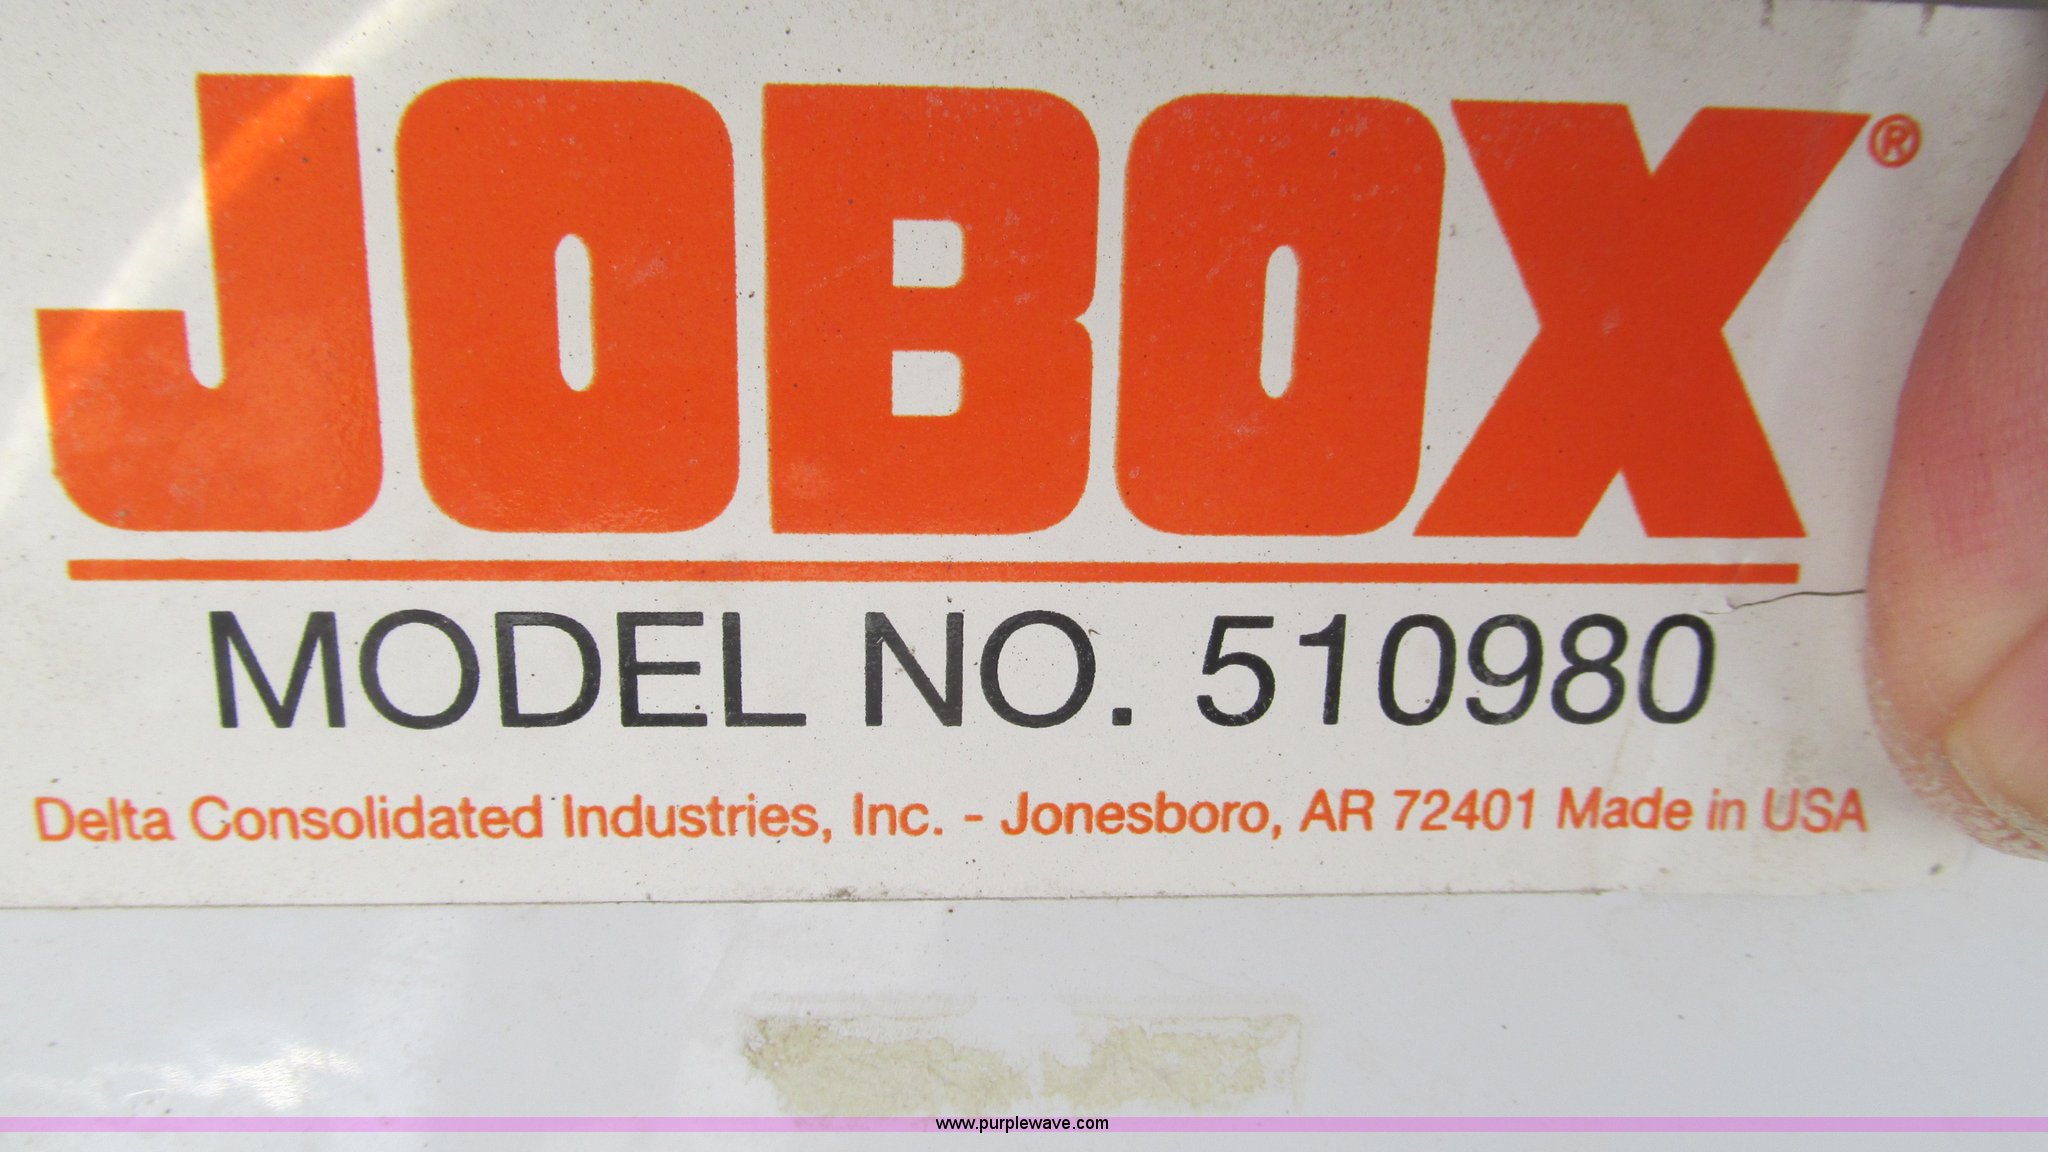 JOBOX®
MODEL NO. 510980
Delta Consolidated Industries, Inc. - Jonesboro, AR 72401 Made in USA
www.purplewave.com